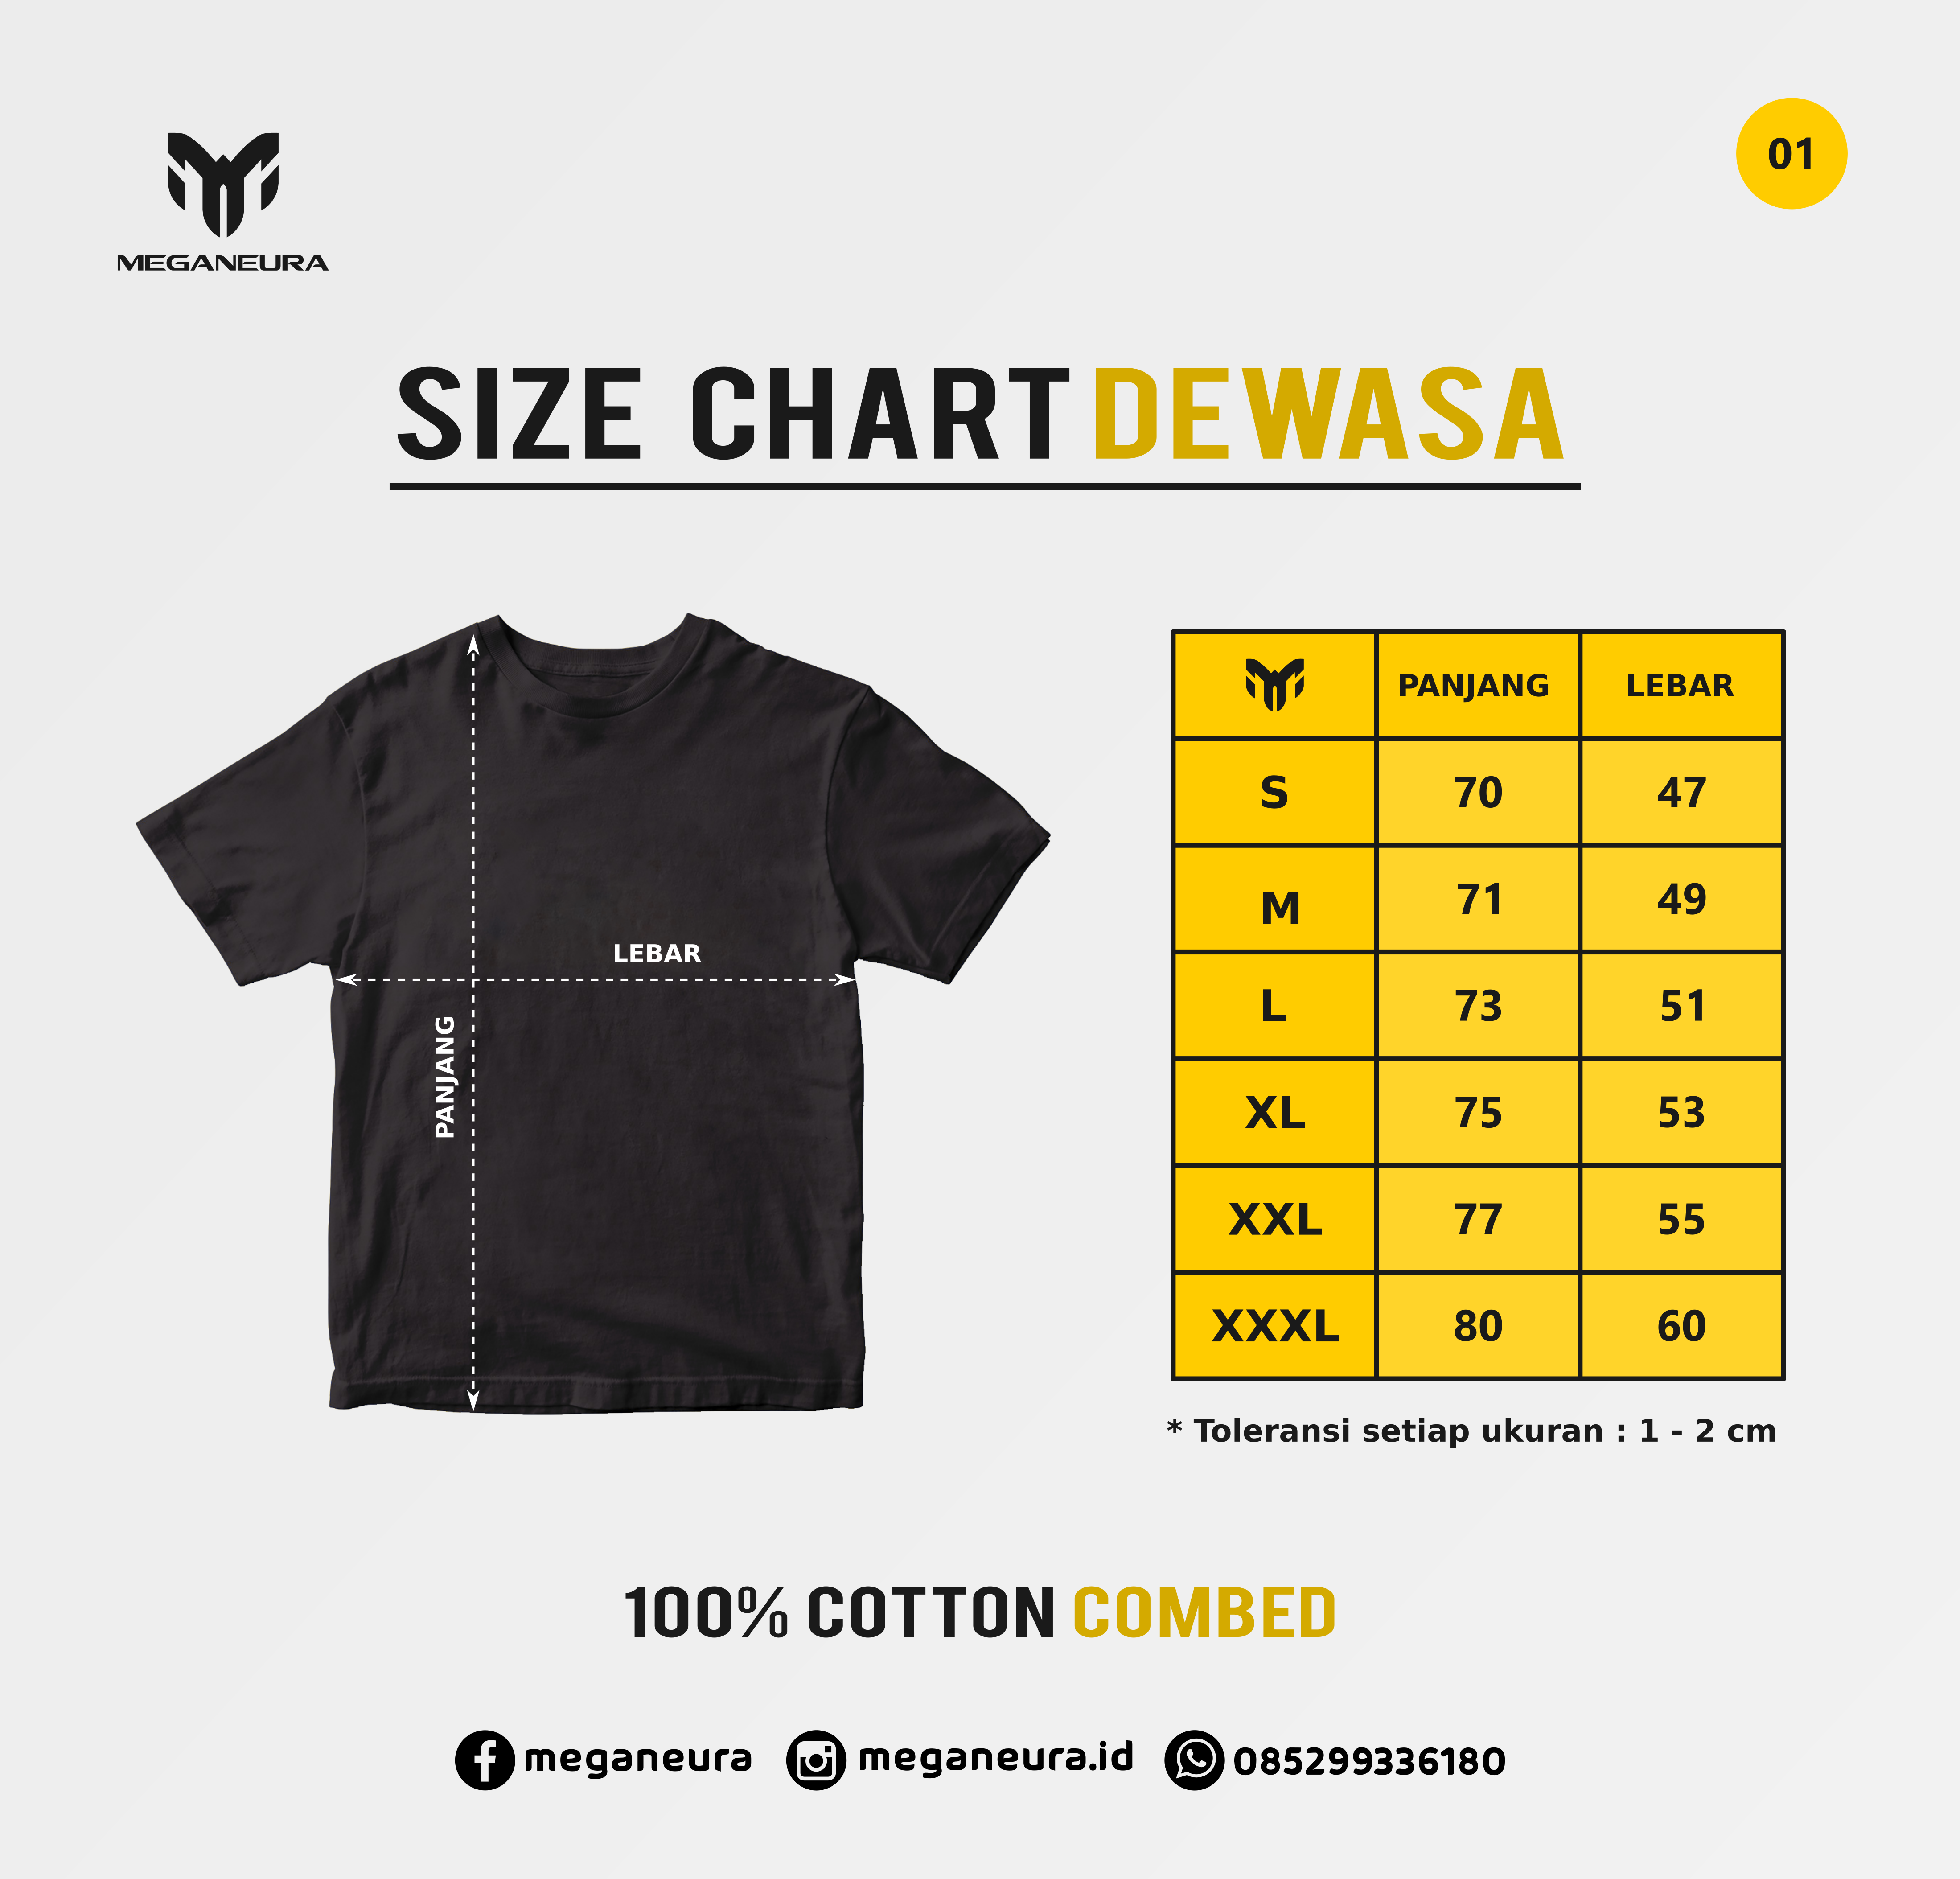 MEGANEURA
01
SIZE CHART DEWASA
LEBAR
PANJANG
PANJANG LEBAR
S 70 47
M 71 49
L 73 51
XL 75 53
XXL 77 55
XXXL 80 60
* Toleransi setiap ukuran : 1 - 2 cm
100% COTTON COMBED
meganeura meganeura.id 085299336180